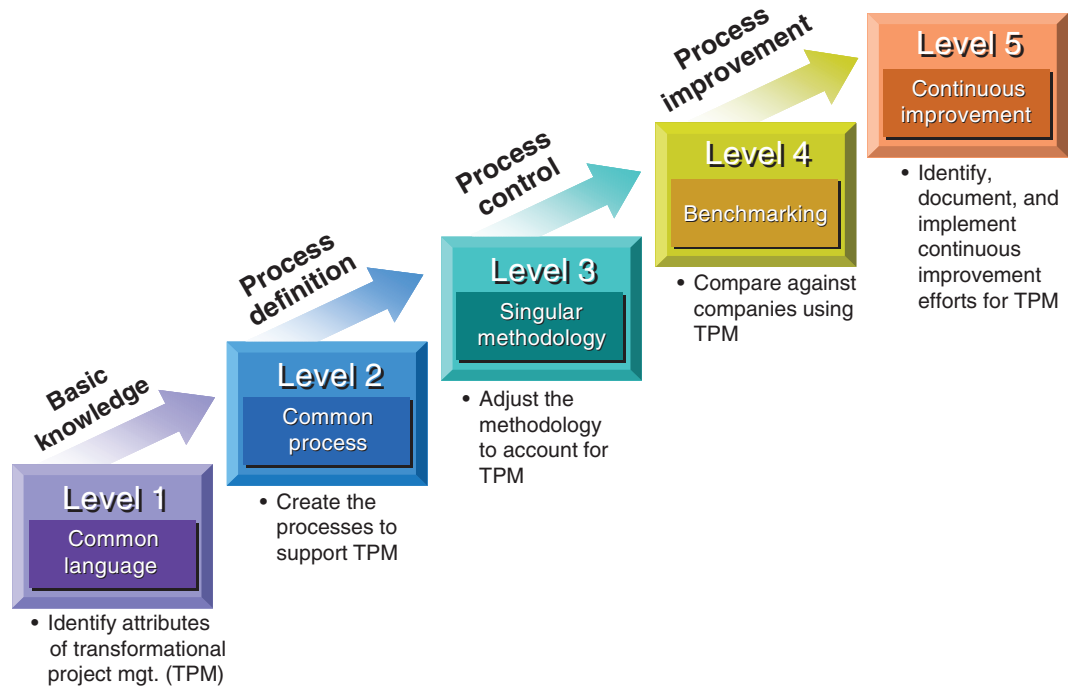 Basic
knowledge
Level 1
Common
language
• Identify attributes
of transformational
project mgt. (TPM)
Process
definition
Level 2
Common
process
• Create the
processes to
support TPM
Process
control
Level 3
Singular
methodology
• Adjust the
methodology
to account for
TPM
Process
improvement
Level 4
Benchmarking
• Compare against
companies using
TPM
Level 5
Continuous
improvement
• Identify,
document, and
implement
continuous
improvement
efforts for TPM